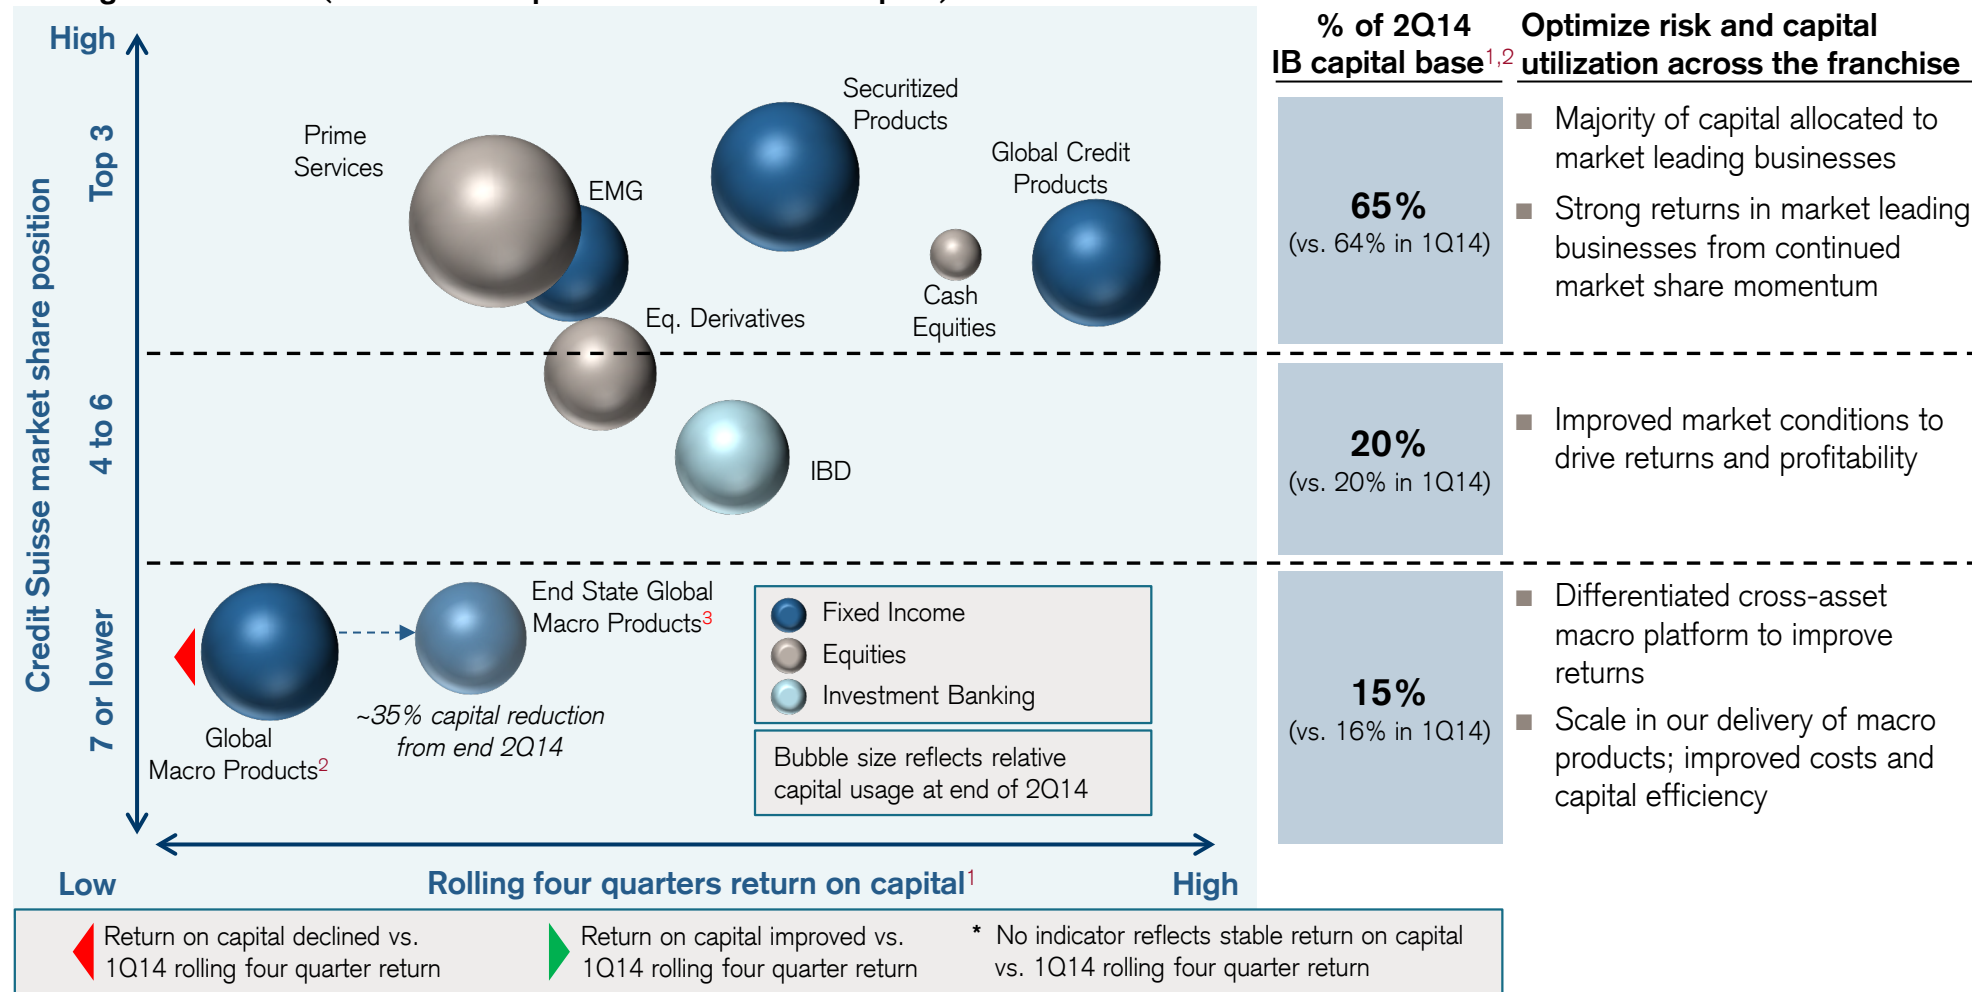 High
Credit Suisse market share position
Top 3
4 to 6
7 or lower
Prime
Services
EMG
Securitized
Products
Global Credit
Products
Cash
Equities
Eq. Derivatives
IBD
End State Global
Macro Products3
~35% capital reduction
from end 2Q14
Global
Macro Products2
Fixed Income
Equities
Investment Banking
Bubble size reflects relative
capital usage at end of 2Q14
Low
Rolling four quarters return on capital1
High
% of 2Q14
IB capital base1,2
65%
(vs. 64% in 1Q14)
20%
(vs. 20% in 1Q14)
15%
(vs. 16% in 1Q14)
Optimize risk and capital
utilization across the franchise
■ Majority of capital allocated to
market leading businesses
■ Strong returns in market leading
businesses from continued
market share momentum
■ Improved market conditions to
drive returns and profitability
■ Differentiated cross-asset
macro platform to improve
returns
■ Scale in our delivery of macro
products; improved costs and
capital efficiency
Return on capital declined vs.
1Q14 rolling four quarter return
Return on capital improved vs.
1Q14 rolling four quarter return
* No indicator reflects stable return on capital
vs. 1Q14 rolling four quarter return